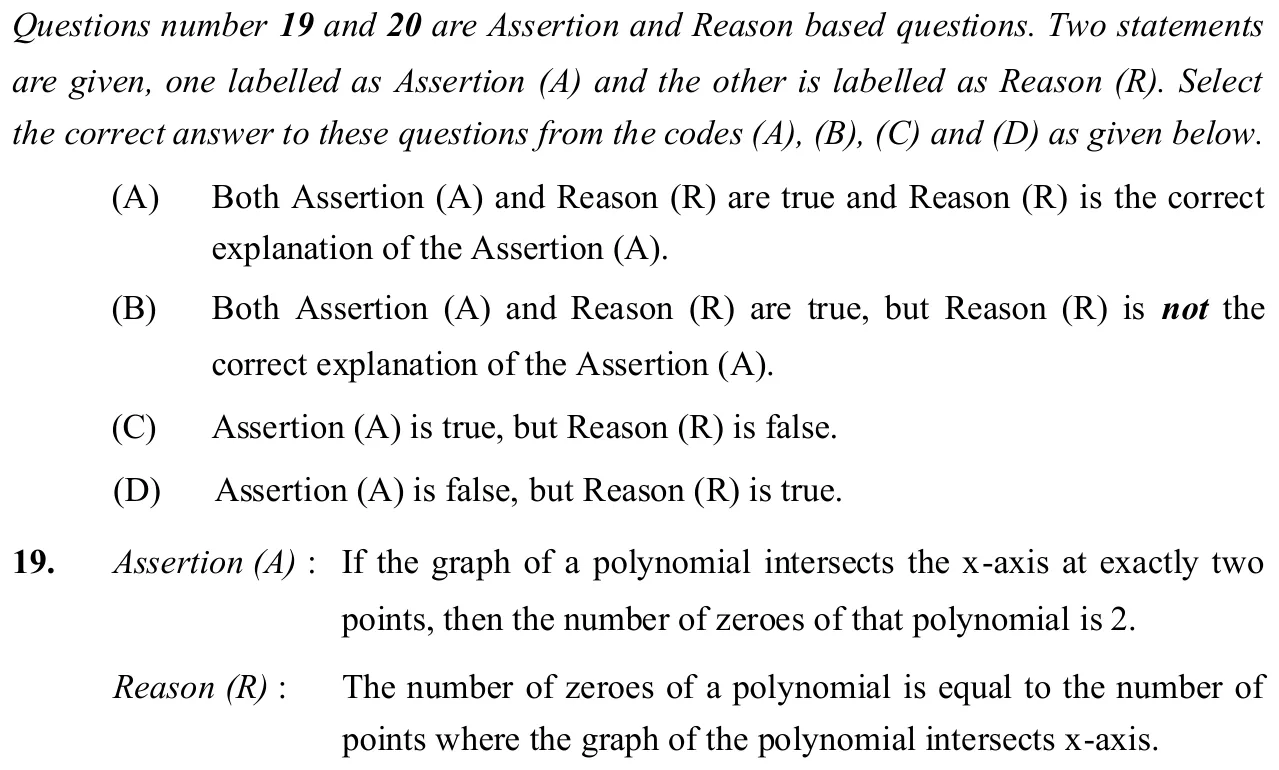 Questions number 19 and 20 are Assertion and Reason based questions. Two statements
are given, one labelled as Assertion (A) and the other is labelled as Reason (R). Select
the correct answer to these questions from the codes (A), (B), (C) and (D) as given below.
(A) Both Assertion (A) and Reason (R) are true and Reason (R) is the correct
explanation of the Assertion (A).
(B) Both Assertion (A) and Reason (R) are true, but Reason (R) is not the
correct explanation of the Assertion (A).
(C) Assertion (A) is true, but Reason (R) is false.
(D) Assertion (A) is false, but Reason (R) is true.
19. Assertion (A) : If the graph of a polynomial intersects the x-axis at exactly two
points, then the number of zeroes of that polynomial is 2.
Reason (R) : The number of zeroes of a polynomial is equal to the number of
points where the graph of the polynomial intersects x-axis.